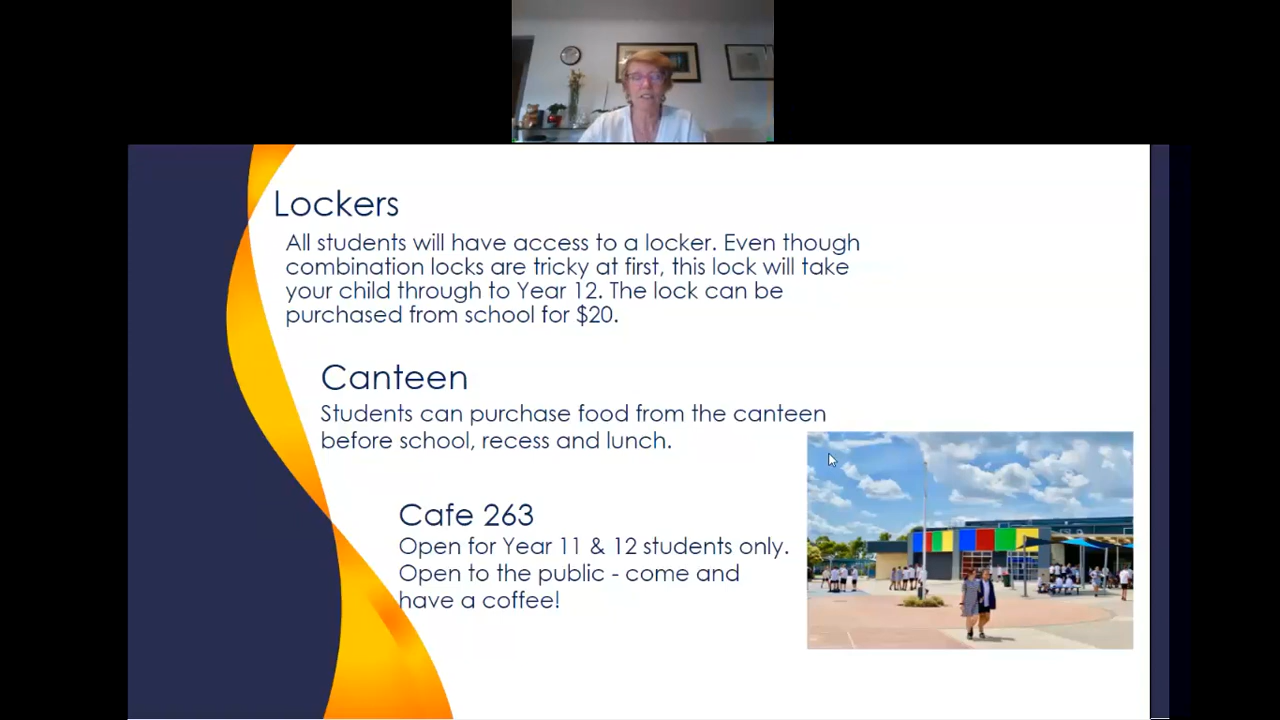 Lockers
All students will have access to a locker. Even though
combination locks are tricky at first, this lock will take
your child through to Year 12. The lock can be
purchased from school for $20.
Canteen
Students can purchase food from the canteen
before school, recess and lunch.
Cafe 263
Open for Year 11 & 12 students only.
Open to the public - come and
have a coffee!